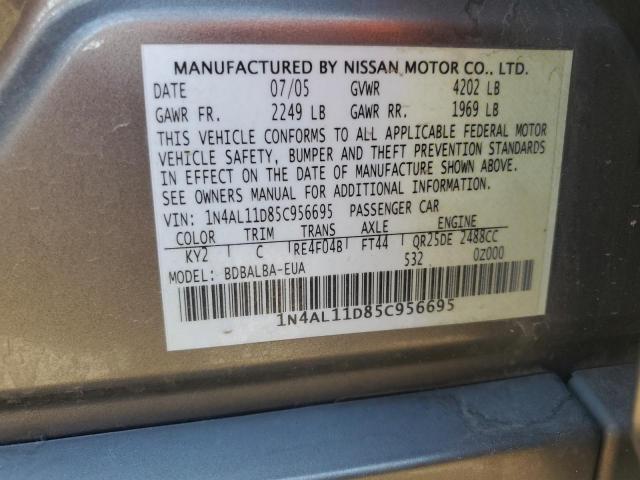 MANUFACTURED BY NISSAN MOTOR CO., LTD.
DATE 07/05 GVWR 4202 LB
GAWR FR. 2249 LB GAWR RR. 1969 LB
THIS VEHICLE CONFORMS TO ALL APPLICABLE FEDERAL MOTOR
VEHICLE SAFETY, BUMPER AND THEFT PREVENTION STANDARDS
IN EFFECT ON THE DATE OF MANUFACTURE SHOWN ABOVE.
SEE OWNERS MANUAL FOR ADDITIONAL INFORMATION.
VIN: 1N4AL11D85C956695 PASSENGER CAR
COLOR TRIM TRANS AXLE ENGINE
KY2 C RE4F04B FT44 QR25DE 2488CC
MODEL: BDBALBA-EUA 532 0Z000
1N4AL11D85C956695